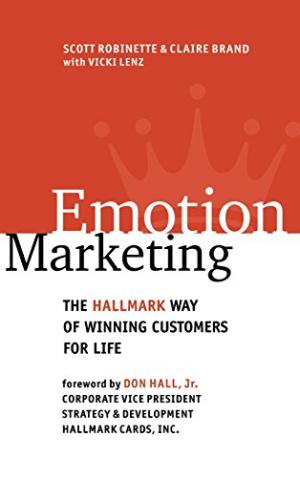 SCOTT ROBINETTE & CLAIRE BRAND
with VICKI LENZ
Emotion
Marketing
THE HALLMARK WAY
OF WINNING CUSTOMERS
FOR LIFE
foreword by DON HALL, Jr.
CORPORATE VICE PRESIDENT
STRATEGY & DEVELOPMENT
HALLMARK CARDS, INC.